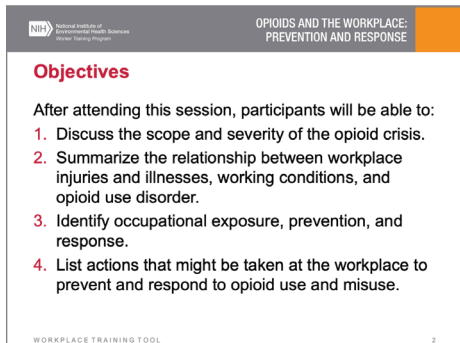 NIH
National Institute of
Environmental Health Sciences
Worker Training Program
OPIOIDS AND THE WORKPLACE:
PREVENTION AND RESPONSE
Objectives
After attending this session, participants will be able to:
1. Discuss the scope and severity of the opioid crisis.
2. Summarize the relationship between workplace
injuries and illnesses, working conditions, and
opioid use disorder.
3. Identify occupational exposure, prevention, and
response.
4. List actions that might be taken at the workplace to
prevent and respond to opioid use and misuse.
WORKPLACE TRAINING TOOL
2